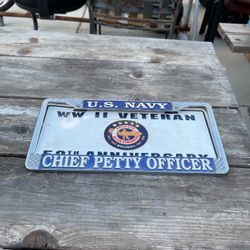 U.S. NAVY
WW II VETERAN
50TH ANNIVERSARY
CHIEF PETTY OFFICER